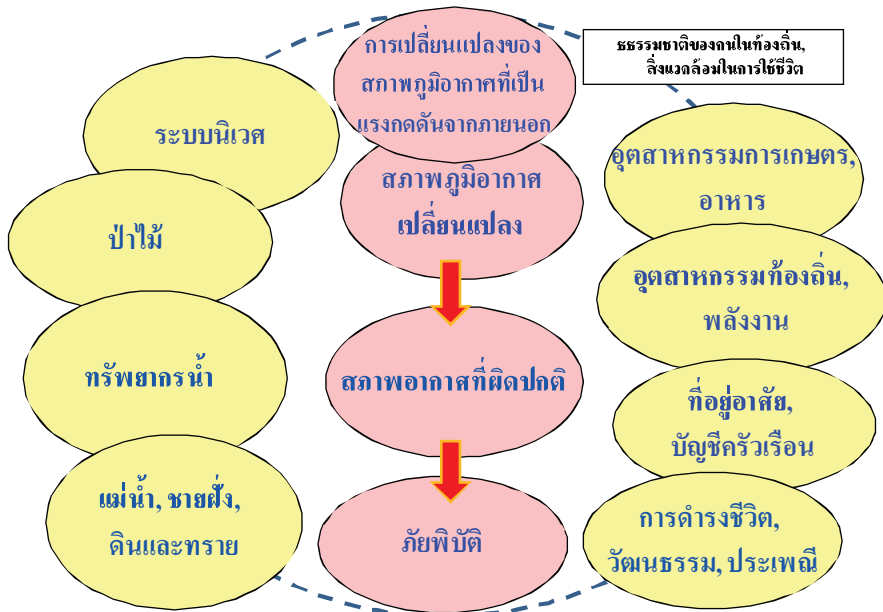 การเปลี่ยนแปลงของ
สภาพภูมิอากาศที่เป็น
แรงกดดันจากภายนอก
ธธรรมชาติของคนในท้องถิ่น,
สิ่งแวดล้อมในการใช้ชีวิต
ระบบนิเวศ
สภาพภูมิอากาศ
เปลี่ยนแปลง
อุตสาหกรรมการเกษตร,
อาหาร
ป่าไม้
อุตสาหกรรมท้องถิ่น,
พลังงาน
ทรัพยากรน้ำ
สภาพอากาศที่ผิดปกติ
ที่อยู่อาศัย,
บัญชีครัวเรือน
แม่น้ำ, ชายฝั่ง,
ดินและทราย
ภัยพิบัติ
การดำรงชีวิต,
วัฒนธรรม, ประเพณี